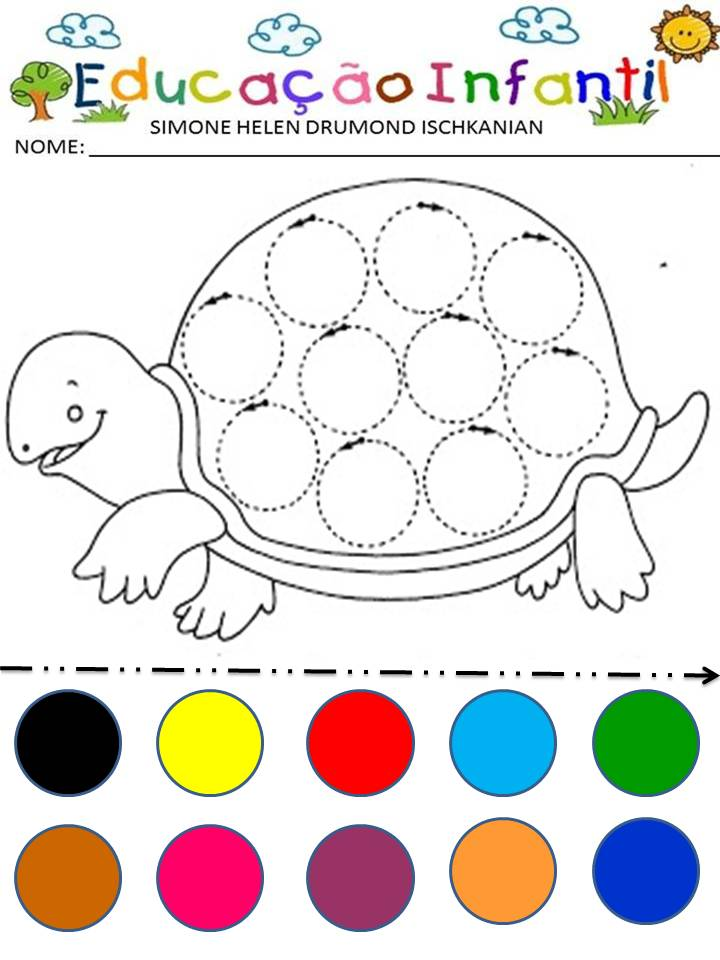 Educação Infantil
SIMONE HELEN DRUMOND ISCHKANIAN
NOME: